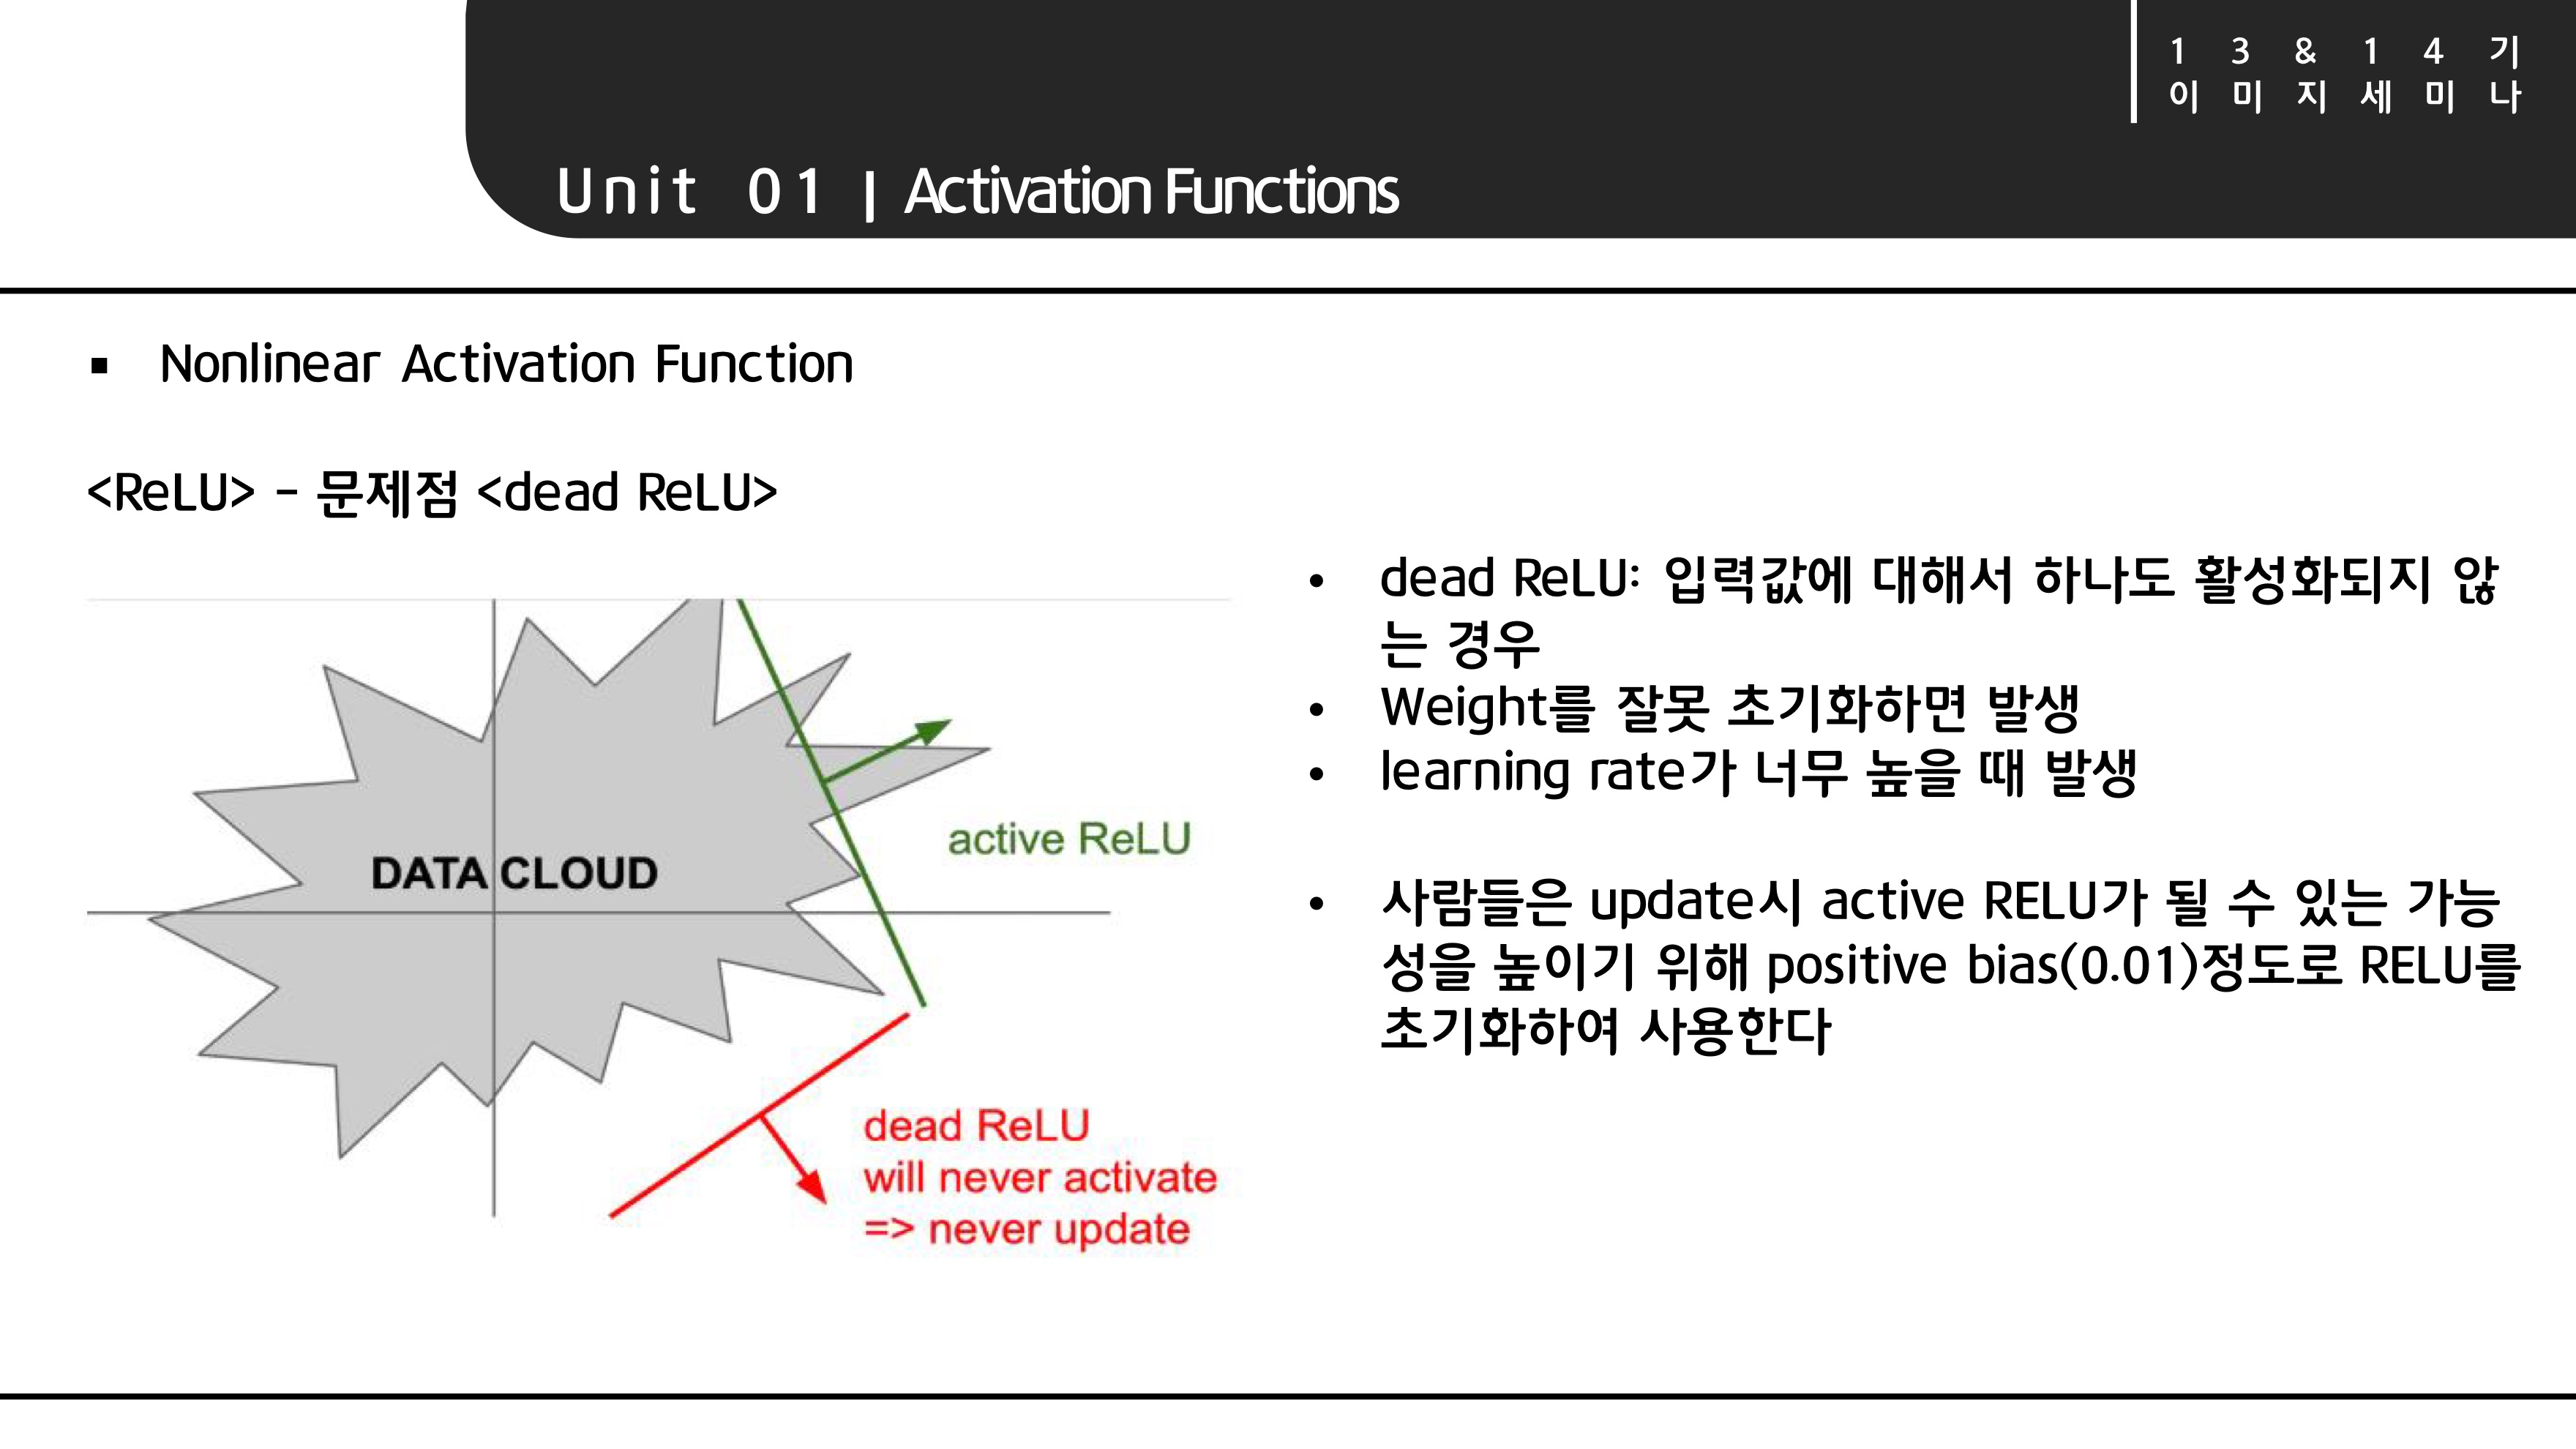 1 3 & 1 4 기
이 미 지 세 미 나
Unit 01 | Activation Functions
▪ Nonlinear Activation Function
<ReLU> - 문제점 <dead ReLU>
• dead ReLU: 입력값에 대해서 하나도 활성화되지 않
는 경우
• Weight를 잘못 초기화하면 발생
• learning rate가 너무 높을 때 발생
• 사람들은 update시 active RELU가 될 수 있는 가능
성을 높이기 위해 positive bias(0.01)정도로 RELU를
초기화하여 사용한다
DATA CLOUD
active ReLU
dead ReLU
will never activate
=> never update